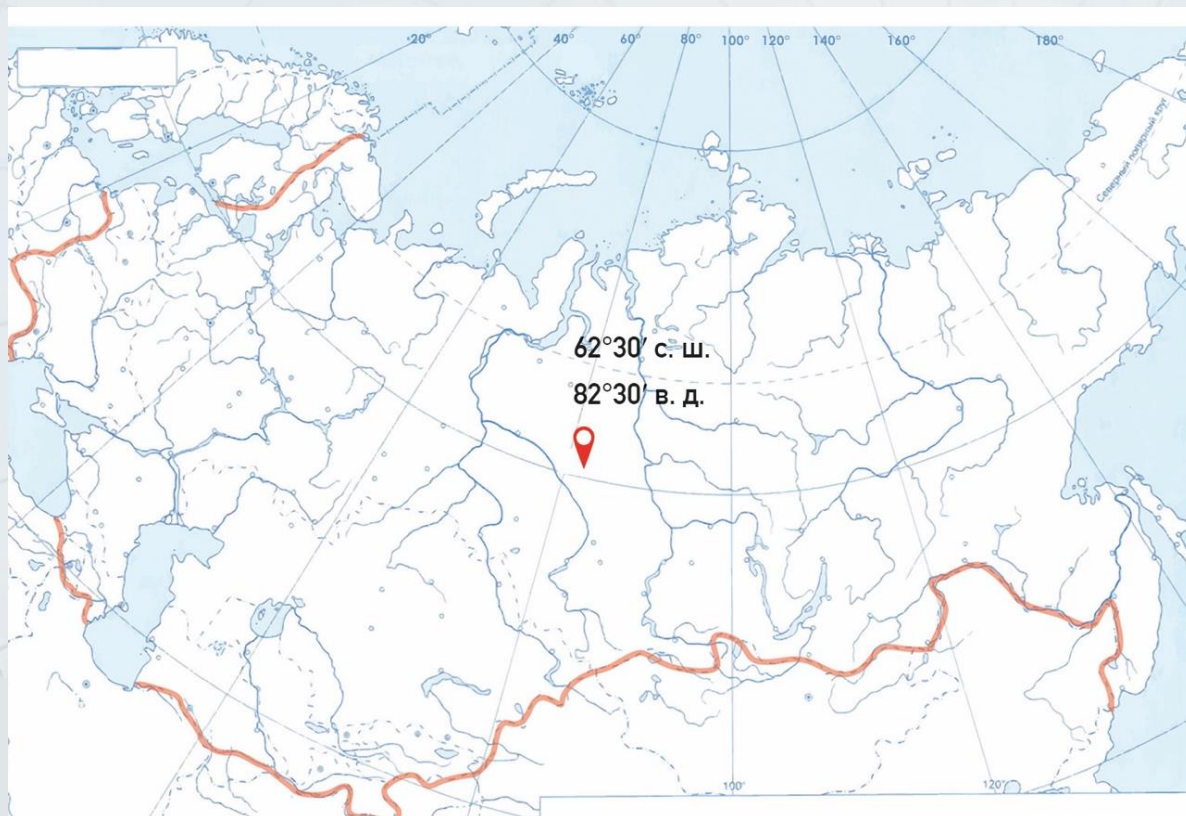 20° 40° 60° 80° 100° 120° 140° 160° 180°
Северный полярный круг
62°30′ с. ш.
82°30′ в. д.
100° 120°